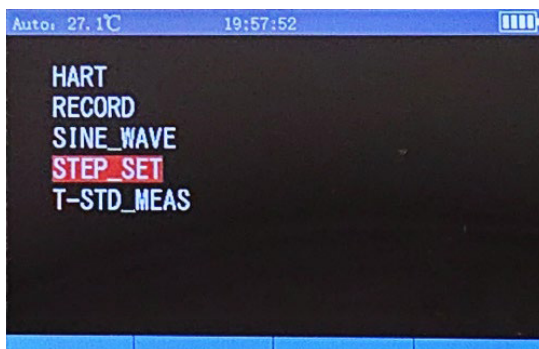 Auto: 27.1℃ 19:57:52
HART
RECORD
SINE_WAVE
STEP_SET
T-STD_MEAS